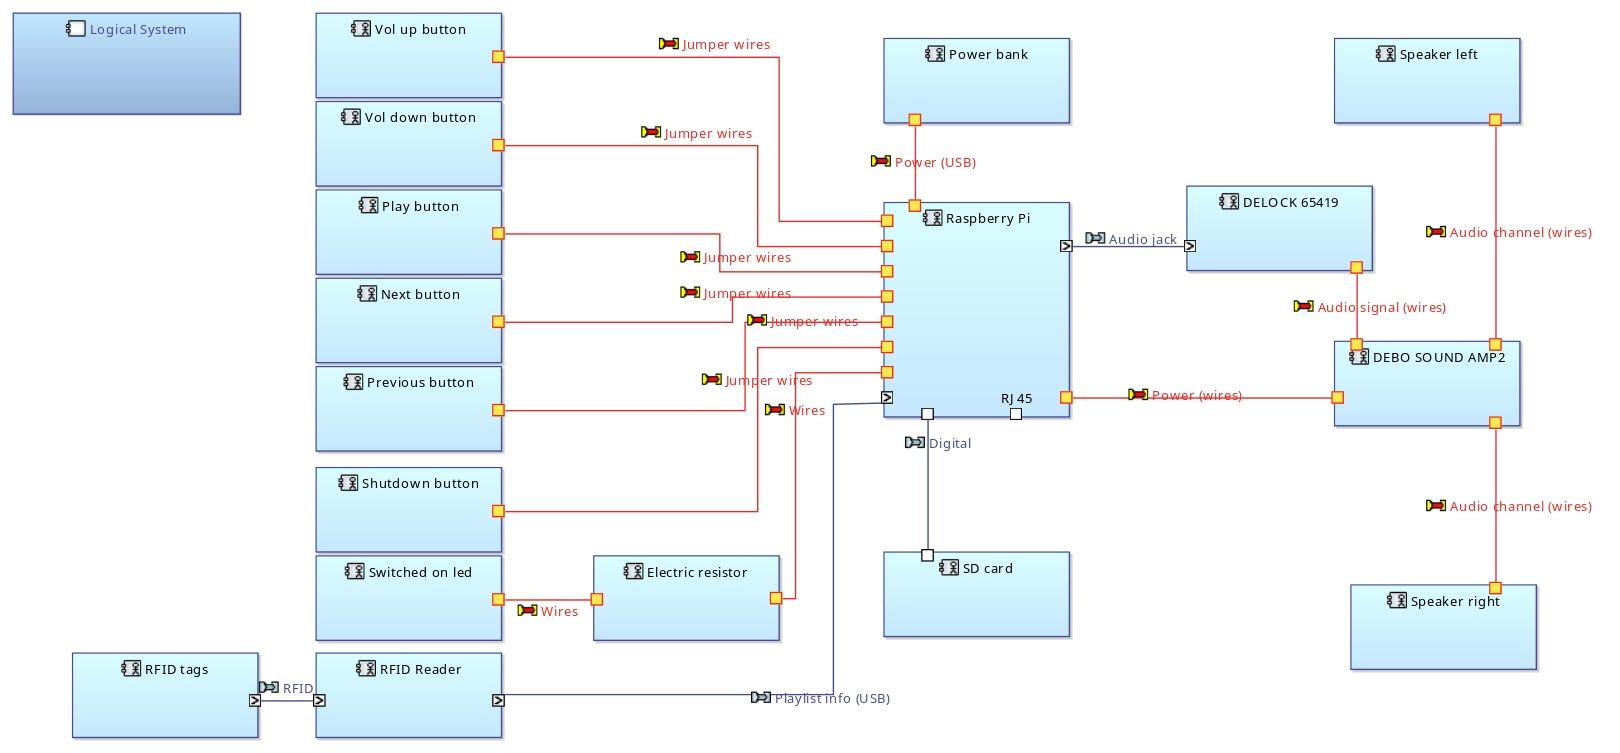 Logical System
Vol up button
Jumper wires
Power bank
Speaker left
Vol down button
Jumper wires
Power (USB)
Play button
Raspberry Pi
DELOCK 65419
Audio jack
Audio channel (wires)
Jumper wires
Next button
Jumper wires
Audio signal (wires)
Jumper wires
DEBO SOUND AMP2
Previous button
Jumper wires
Wires
RJ 45
Power (wires)
Digital
Shutdown button
Audio channel (wires)
Switched on led
Electric resistor
SD card
Wires
Speaker right
RFID tags
RFID
RFID Reader
Playlist info (USB)